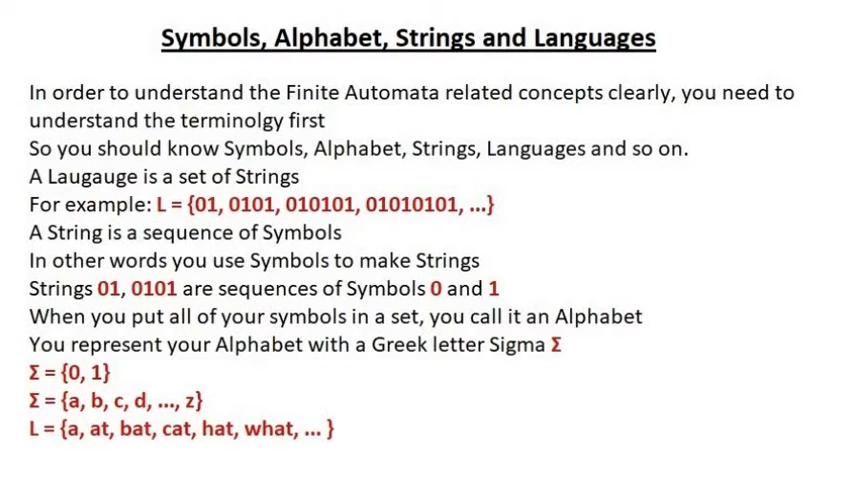 Symbols, Alphabet, Strings and Languages
In order to understand the Finite Automata related concepts clearly, you need to
understand the terminolgy first
So you should know Symbols, Alphabet, Strings, Languages and so on.
A Laugauge is a set of Strings
For example: L = {01, 0101, 010101, 01010101, ...}
A String is a sequence of Symbols
In other words you use Symbols to make Strings
Strings 01, 0101 are sequences of Symbols 0 and 1
When you put all of your symbols in a set, you call it an Alphabet
You represent your Alphabet with a Greek letter Sigma Σ
Σ = {0, 1}
Σ = {a, b, c, d, ..., z}
L = {a, at, bat, cat, hat, what, ... }